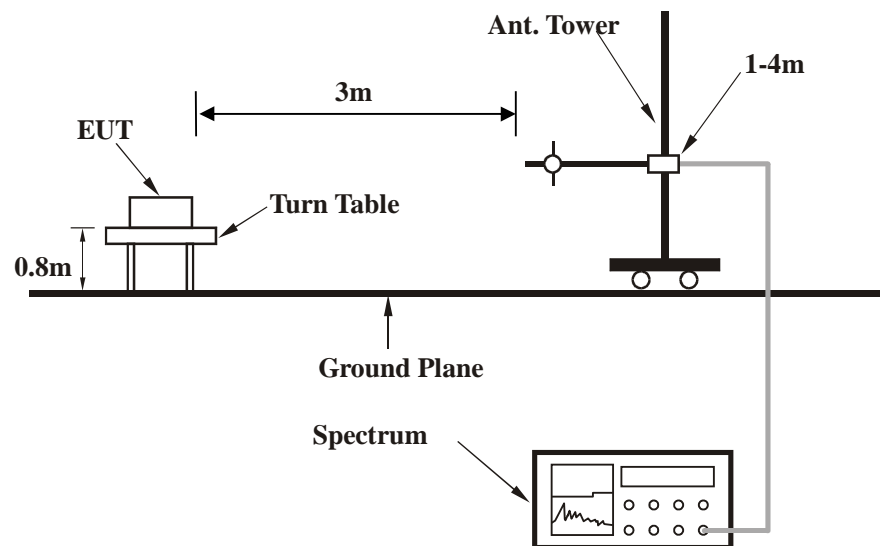 Ant. Tower
1-4m
3m
EUT
Turn Table
0.8m
Ground Plane
Spectrum